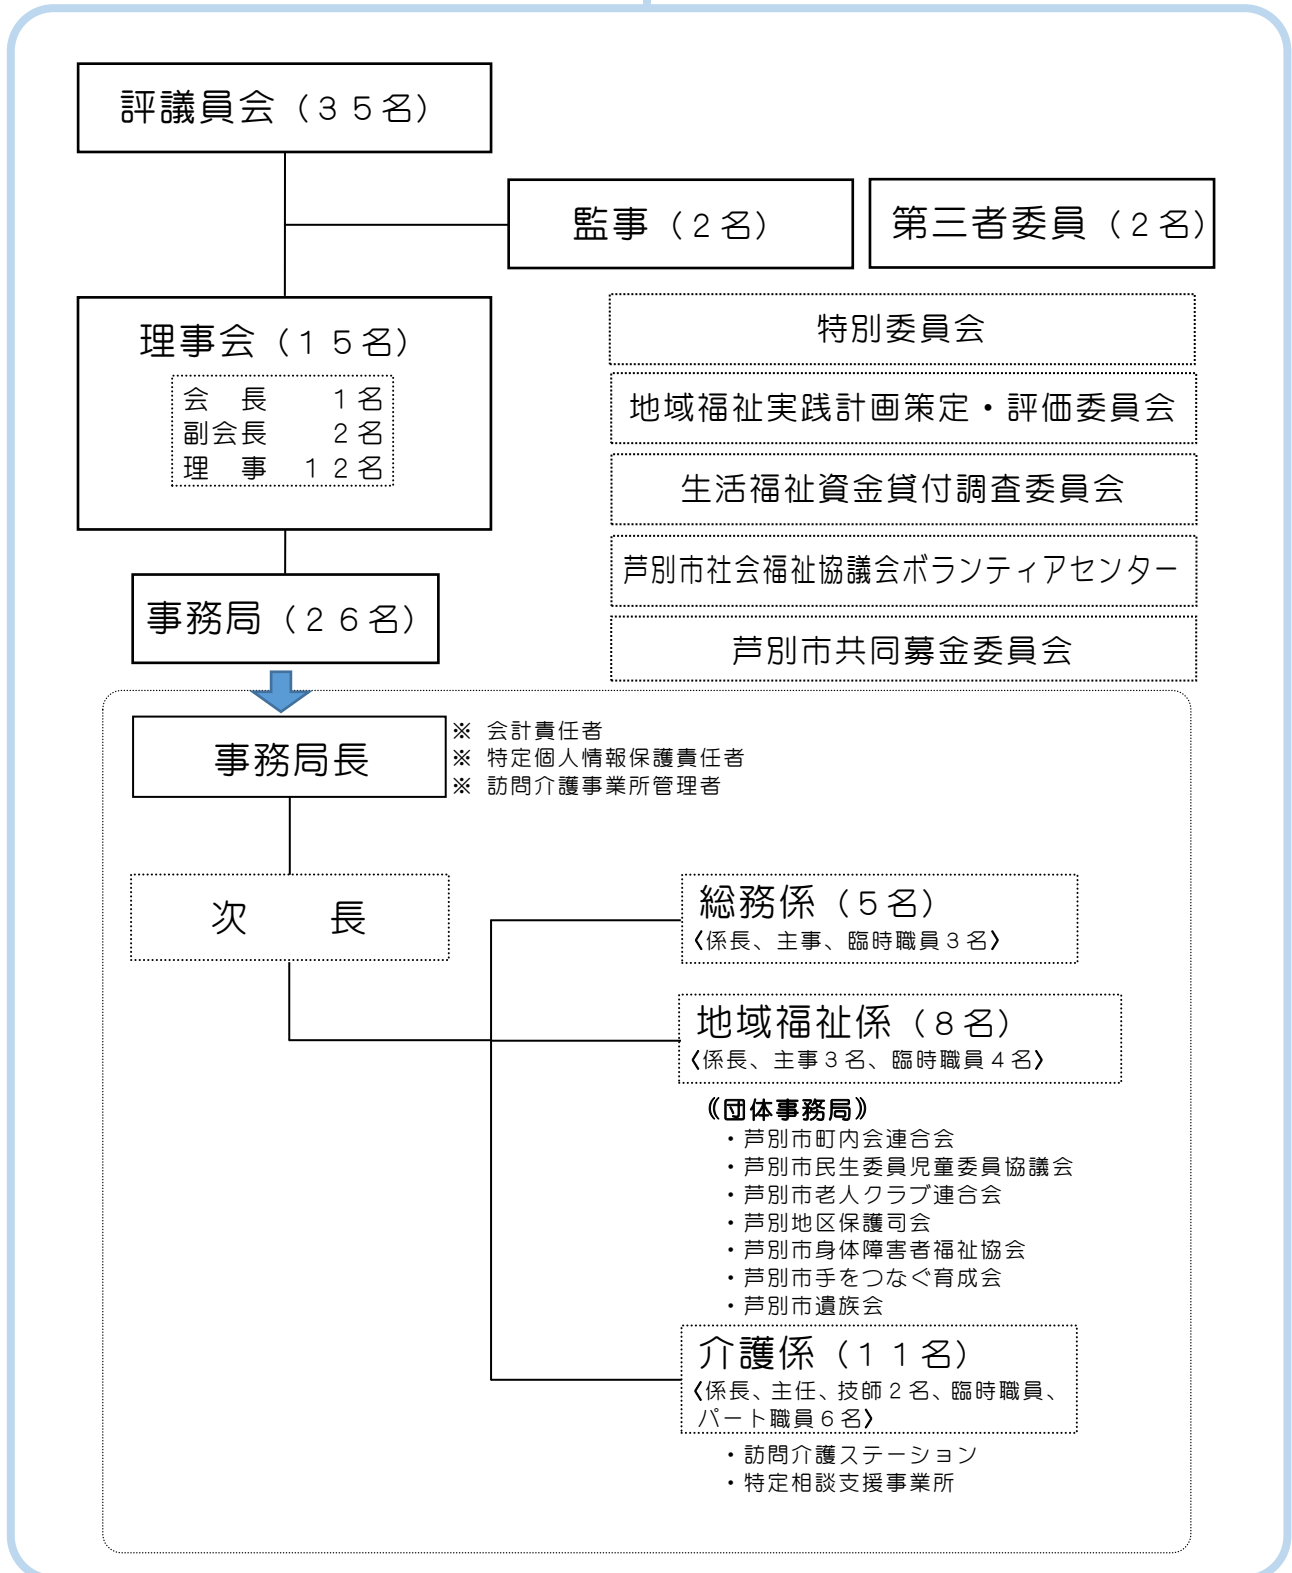 評議員会（３５名）
監事（２名）
第三者委員（２名）
理事会（１５名）
会　長　　１名
副会長　　２名
理　事　１２名
特別委員会
地域福祉実践計画策定・評価委員会
生活福祉資金貸付調査委員会
芦別市社会福祉協議会ボランティアセンター
芦別市共同募金委員会
事務局（２６名）
事務局長
※ 会計責任者
※ 特定個人情報保護責任者
※ 訪問介護事業所管理者
次　　長
総務係（５名）
〈係長、主事、臨時職員３名〉
地域福祉係（８名）
〈係長、主事３名、臨時職員４名〉
《団体事務局》
・芦別市町内会連合会
・芦別市民生委員児童委員協議会
・芦別市老人クラブ連合会
・芦別地区保護司会
・芦別市身体障害者福祉協会
・芦別市手をつなぐ育成会
・芦別市遺族会
介護係（１１名）
〈係長、主任、技師２名、臨時職員、
パート職員６名〉
・訪問介護ステーション
・特定相談支援事業所